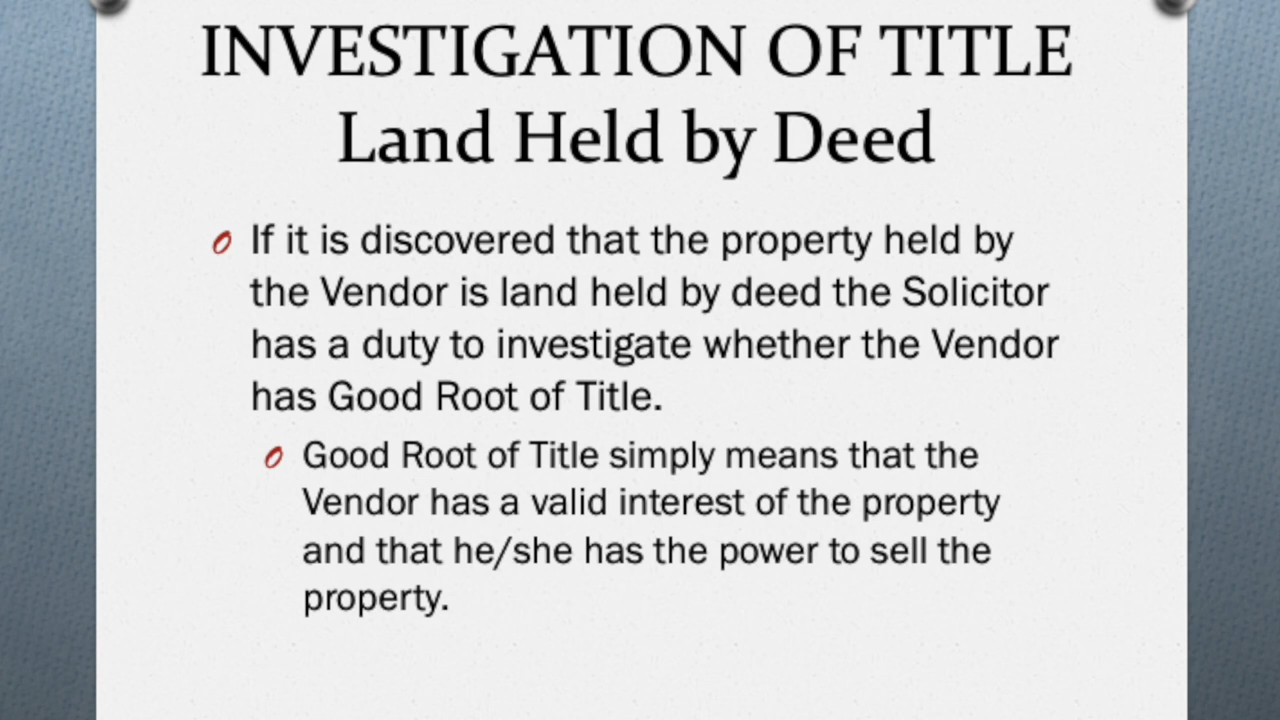 INVESTIGATION OF TITLE
Land Held by Deed
If it is discovered that the property held by
the Vendor is land held by deed the Solicitor
has a duty to investigate whether the Vendor
has Good Root of Title.
Good Root of Title simply means that the
Vendor has a valid interest of the property
and that he/she has the power to sell the
property.